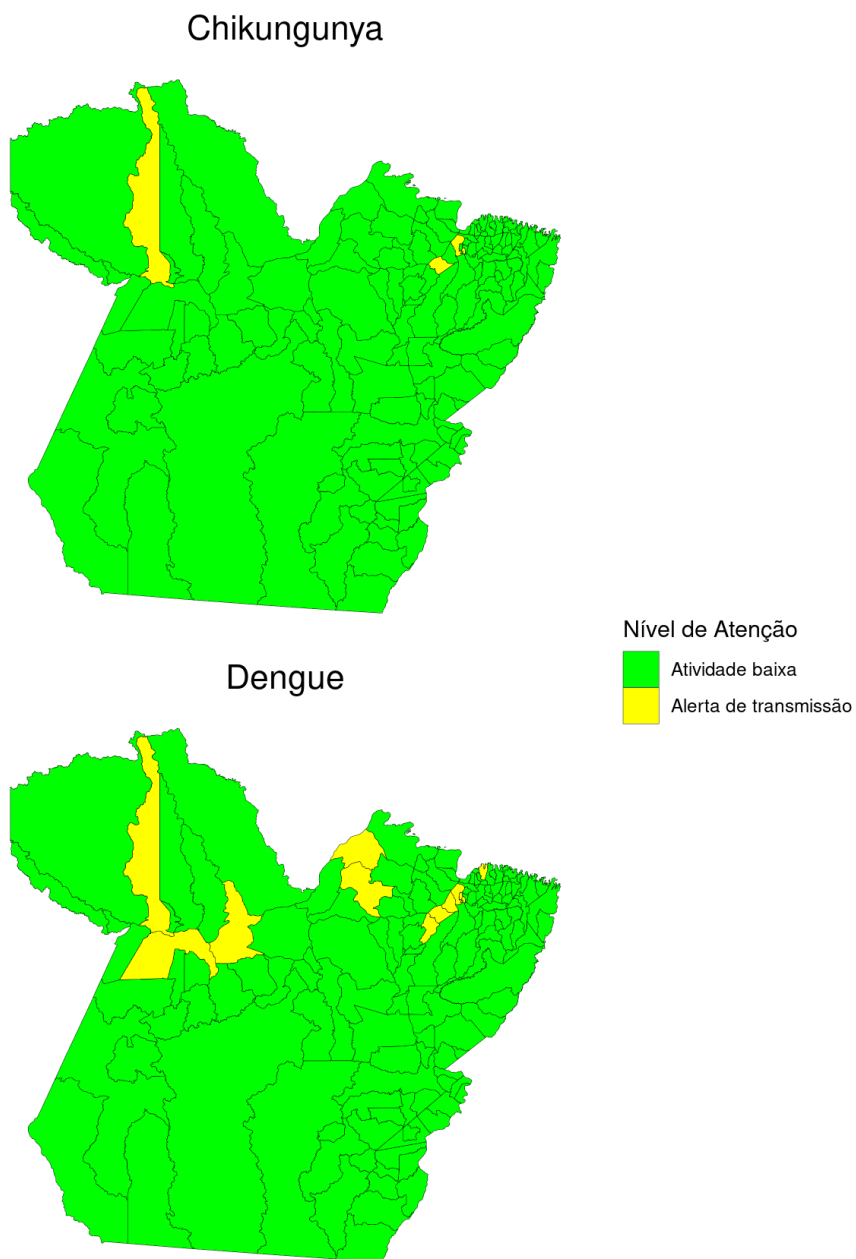 Chikungunya
Nível de Atenção
Atividade baixa
Alerta de transmissão
Dengue